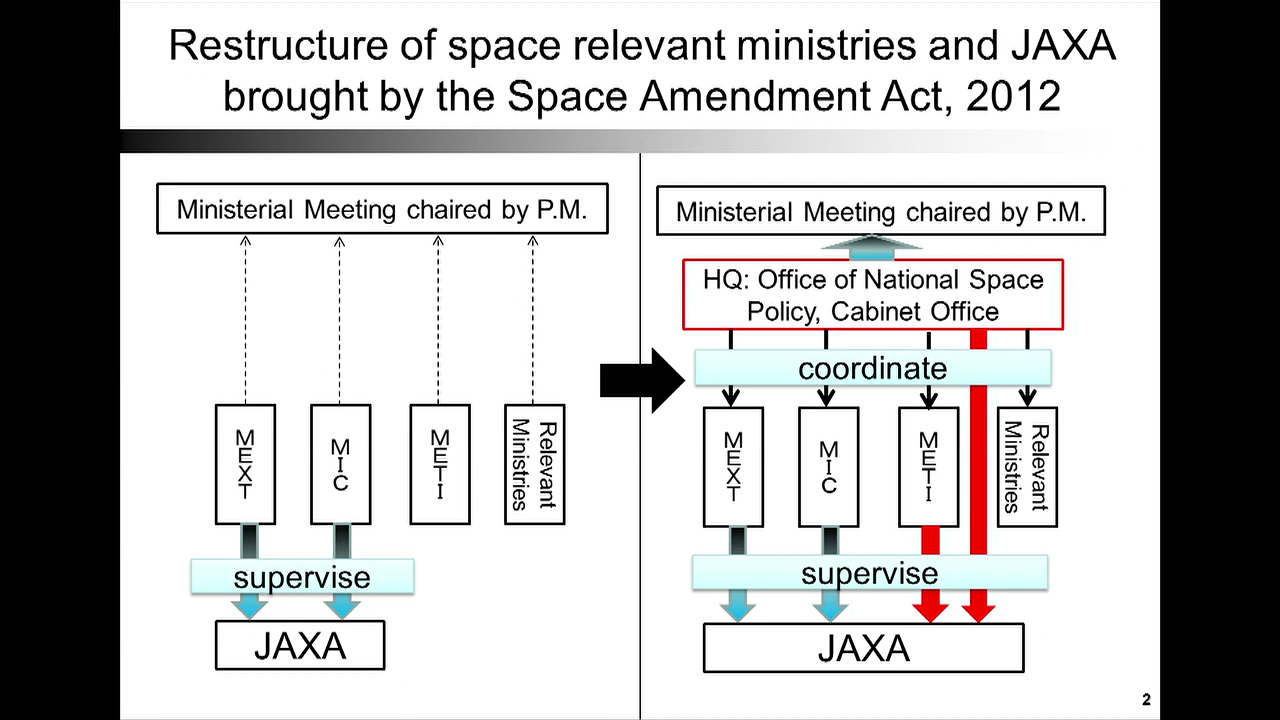 Restructure of space relevant ministries and JAXA
brought by the Space Amendment Act, 2012
Ministerial Meeting chaired by P.M.
MEXT
MIC
METI
Relevant
Ministries
supervise
JAXA
Ministerial Meeting chaired by P.M.
HQ: Office of National Space
Policy, Cabinet Office
coordinate
MEXT
MIC
METI
Relevant
Ministries
supervise
JAXA
2